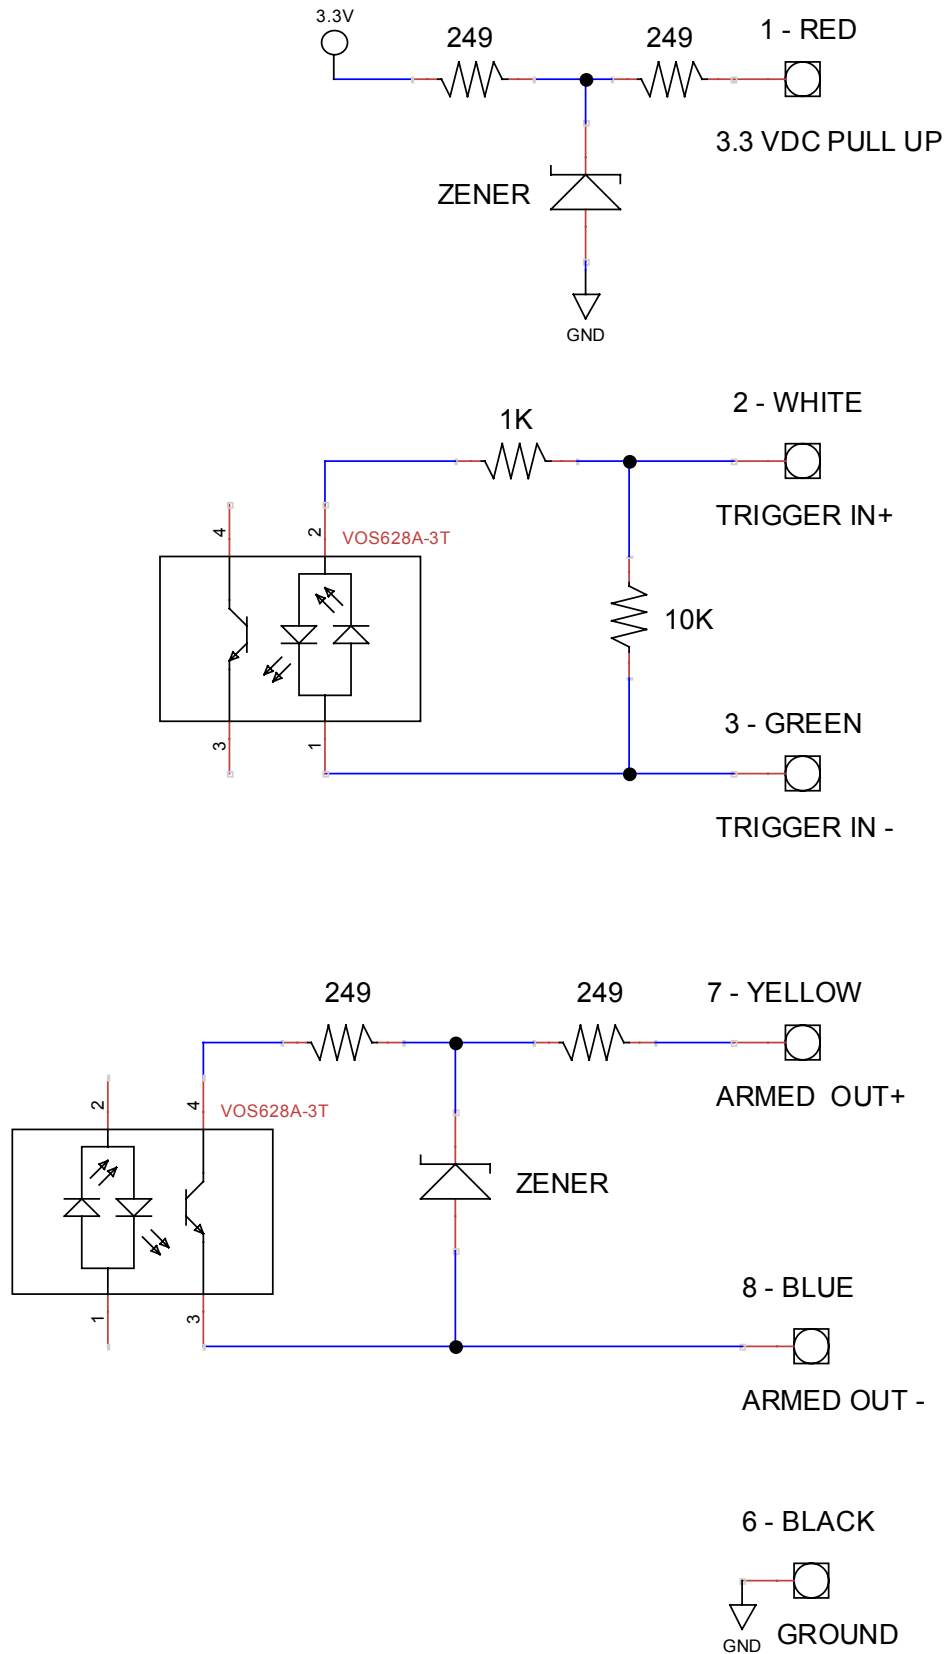 3.3V
249
249
1 - RED
3.3 VDC PULL UP
ZENER
GND
2 - WHITE
1K
TRIGGER IN+
4
2
VOS628A-3T
10K
3
1
3 - GREEN
TRIGGER IN -
249
249
7 - YELLOW
ARMED  OUT+
2
4
VOS628A-3T
ZENER
1
3
8 - BLUE
ARMED OUT -
6 - BLACK
GND
GROUND